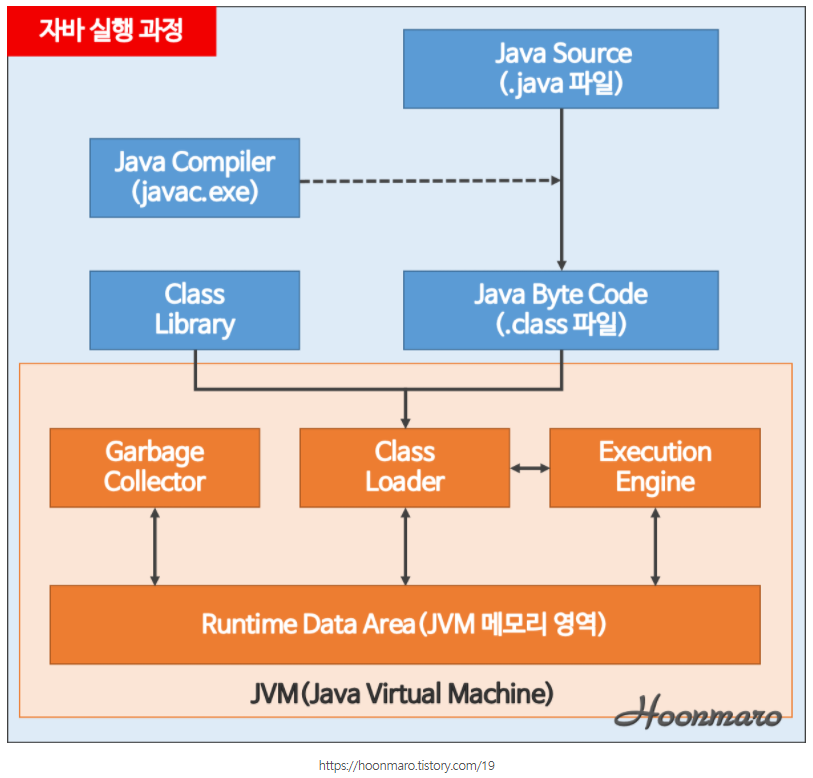 자바 실행 과정
Java Source
(.java 파일)
Java Compiler
(javac.exe)
Class
Library
Java Byte Code
(.class 파일)
Garbage
Collector
Class
Loader
Execution
Engine
Runtime Data Area(JVM 메모리 영역)
JVM(Java Virtual Machine)
Hoonmaro
https://hoonmaro.tistory.com/19